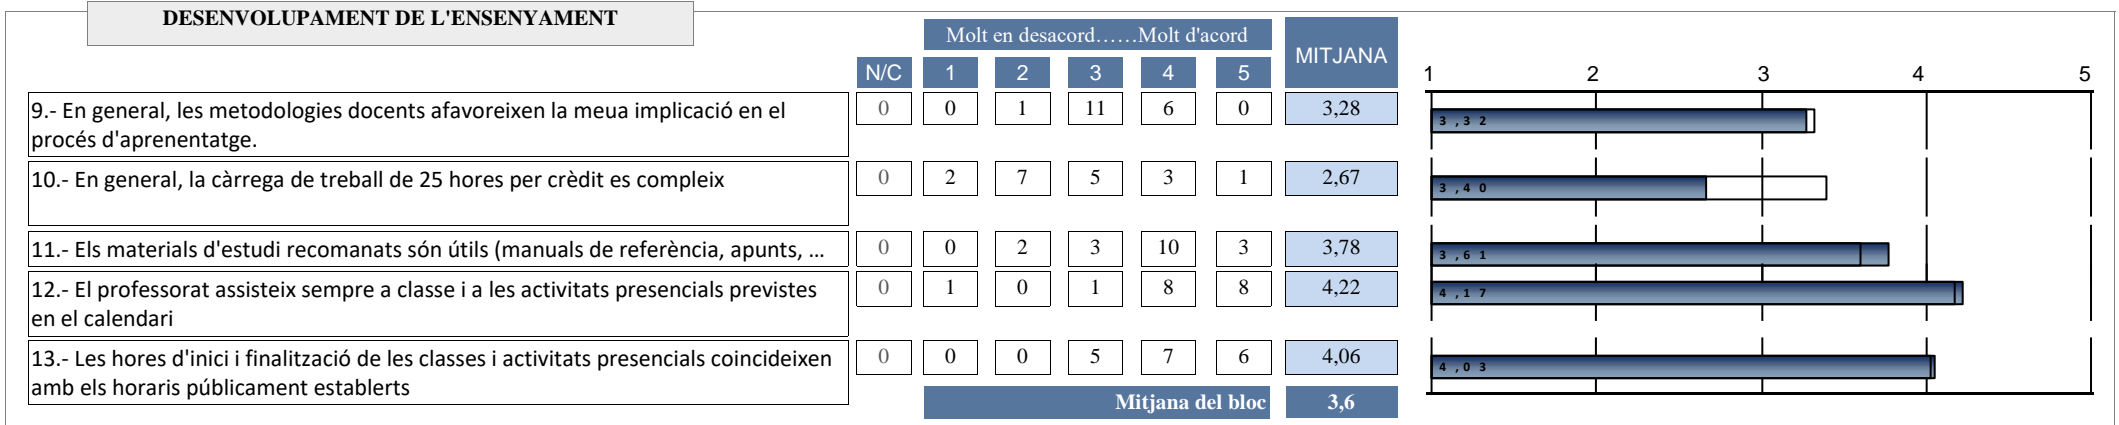 DESENVOLUPAMENT DE L'ENSENYAMENT
Molt en desacord......Molt d'acord
MITJANA
N/C 1 2 3 4 5
1 2 3 4 5
9.- En general, les metodologies docents afavoreixen la meua implicació en el
procés d'aprenentatge.
0 0 1 11 6 0 3,28
3,32
10.- En general, la càrrega de treball de 25 hores per crèdit es compleix
0 2 7 5 3 1 2,67
3,40
11.- Els materials d'estudi recomanats són útils (manuals de referència, apunts, ...
0 0 2 3 10 3 3,78
3,61
12.- El professorat assisteix sempre a classe i a les activitats presencials previstes
en el calendari
0 1 0 1 8 8 4,22
4,17
13.- Les hores d'inici i finalització de les classes i activitats presencials coincideixen
amb els horaris públicament establerts
0 0 0 5 7 6 4,06
4,03
Mitjana del bloc 3,6